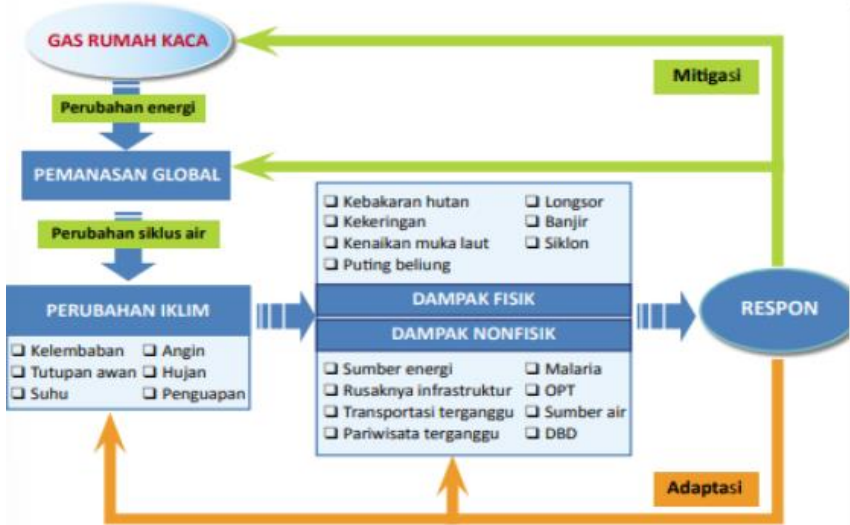 GAS RUMAH KACA
Mitigasi
Perubahan energi
PEMANASAN GLOBAL
Perubahan siklus air
❑ Kebakaran hutan ❑ Longsor
❑ Kekeringan ❑ Banjir
❑ Kenaikan muka laut ❑ Siklon
❑ Puting beliung
PERUBAHAN IKLIM
❑ Kelembaban ❑ Angin
❑ Tutupan awan ❑ Hujan
❑ Suhu ❑ Penguapan
DAMPAK FISIK
DAMPAK NONFISIK
❑ Sumber energi ❑ Malaria
❑ Rusaknya infrastruktur ❑ OPT
❑ Transportasi terganggu ❑ Sumber air
❑ Pariwisata terganggu ❑ DBD
RESPON
Adaptasi